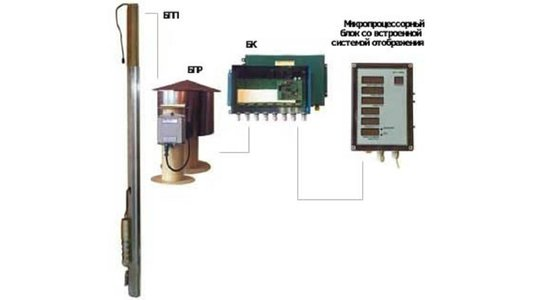 БПП
БПР
БК
Микропроцессорный
блок со встроенной
системой отображения